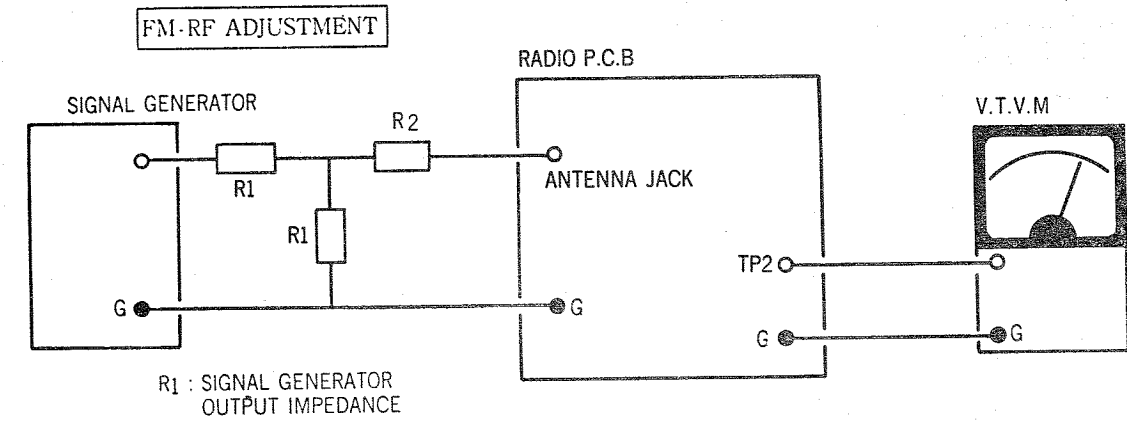 FM-RF ADJUSTMENT
SIGNAL GENERATOR
R1
R2
R1
G
RADIO P.C.B
ANTENNA JACK
G
TP2
G
V.T.V.M
G
R1 : SIGNAL GENERATOR
OUTPUT IMPEDANCE